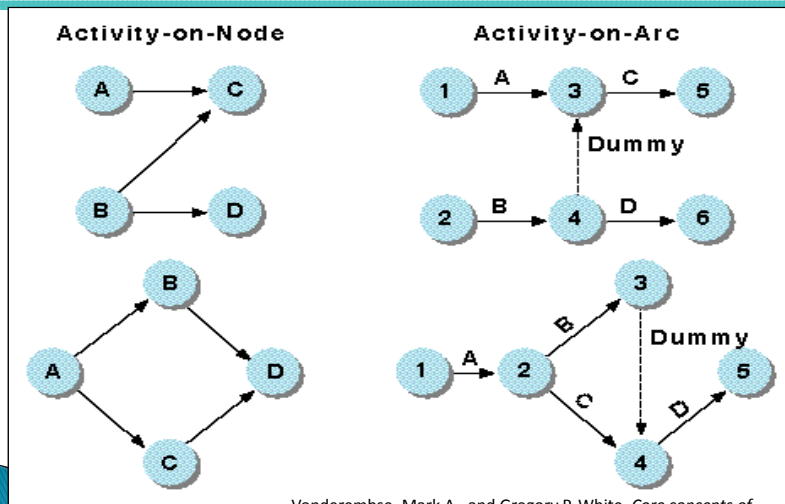 Activity-on-Node
Activity-on-Arc
A
C
B
D
1
A
3
C
5
Dummy
2
B
4
D
6
B
A
D
C
3
B
Dummy
1
A
2
5
C
D
4
Vonderembse, Mark A., and Gregory P. White. Core concepts of